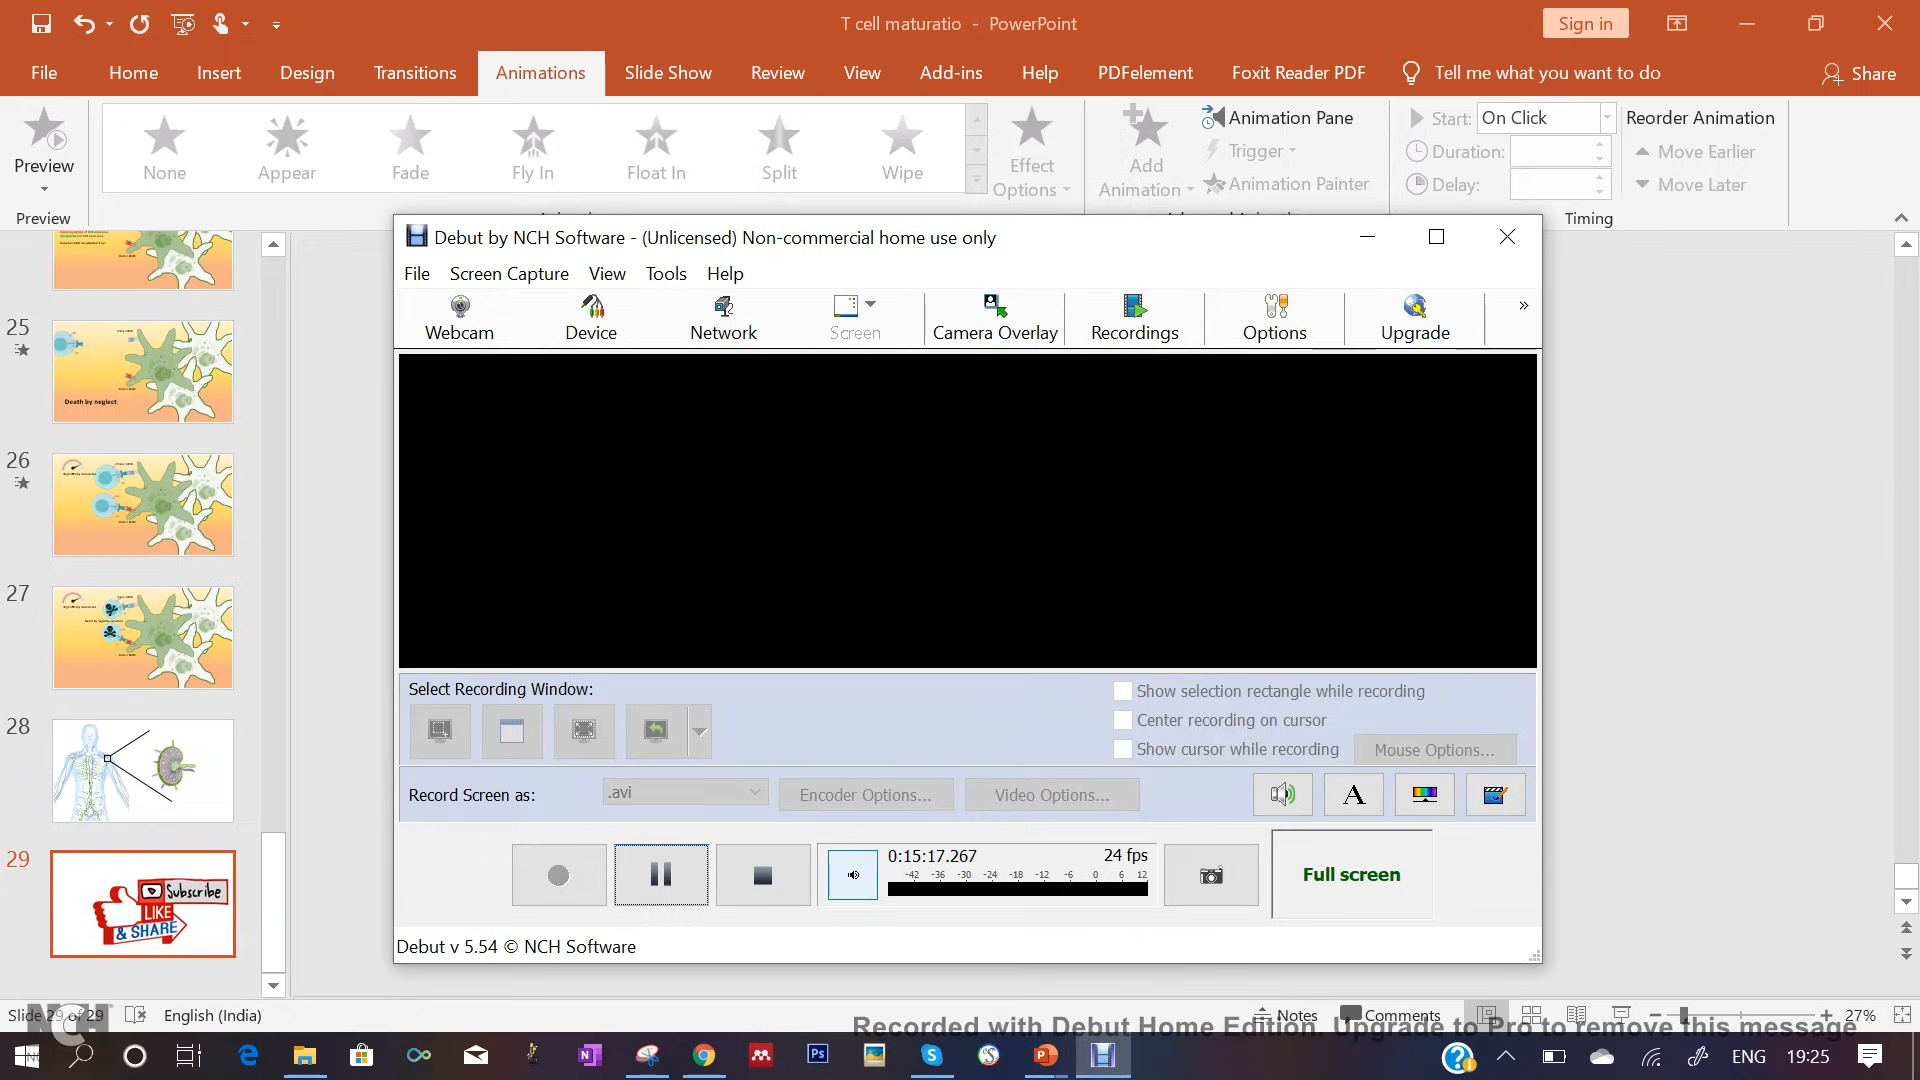 T cell maturatio - PowerPoint
Sign in
File Home Insert Design Transitions Animations Slide Show Review View Add-ins Help PDFelement Foxit Reader PDF Tell me what you want to do Share
Preview
None Appear Fade Fly In Float In Split Wipe
Effect Options
Add Animation
Animation Pane
Trigger
Animation Painter
Start: On Click
Duration:
Delay:
Reorder Animation
Move Earlier
Move Later
Preview
Timing
Debut by NCH Software - (Unlicensed) Non-commercial home use only
File Screen Capture View Tools Help
Webcam Device Network Screen Camera Overlay Recordings Options Upgrade »
25
Death by neglect
26
27
28
29
Subscribe
LIKE
& SHARE
Select Recording Window:
Show selection rectangle while recording
Center recording on cursor
Show cursor while recording
Mouse Options...
Record Screen as: .avi Encoder Options... Video Options... A
0:15:17.267 24 fps
-42 -36 -30 -24 -18 -12 -6 0 6 12
Full screen
Debut v 5.54 © NCH Software
Slide 29 of 29 English (India) Notes Comments 27%
NCH
Recorded with Debut Home Edition. Upgrade to Pro to remove this message
ENG 19:25